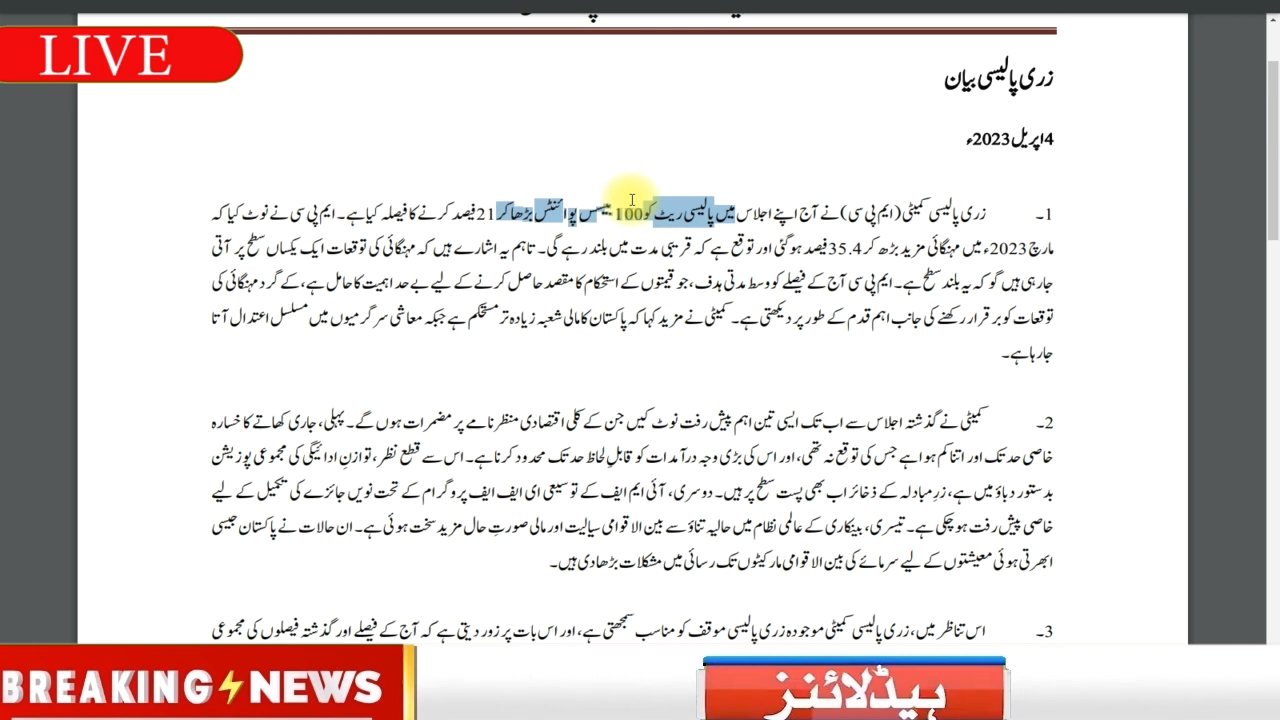 LIVE
زری پالیسی بیان
4اپریل2023ء
1۔ زری پالیسی کمیٹی (ایم پی سی) نے آج اپنے اجلاس میں پالیسی ریٹ کو 100 بیسس پوائنٹس بڑھا کر 21 فیصد کرنے کا فیصلہ کیا ہے۔ ایم پی سی نے نوٹ کیا کہ
مارچ 2023ء میں مہنگائی مزید بڑھ کر 35.4 فیصد ہوگئی اور توقع ہے کہ قریبی مدت میں بلند رہے گی۔ تاہم یہ اشارے ہیں کہ مہنگائی کی توقعات ایک یکساں سطح پر آتی
جارہی ہیں گو کہ یہ بلند سطح ہے۔ ایم پی سی آج کے فیصلے کو وسط مدتی ہدف، جو قیمتوں کے استحکام کا مقصد حاصل کرنے کے لیے بے حد اہمیت کا حامل ہے، کے گرد مہنگائی کی
توقعات کو برقرار رکھنے کی جانب اہم قدم کے طور پر دیکھتی ہے۔ کمیٹی نے مزید کہا کہ پاکستان کا مالی شعبہ زیادہ تر مستحکم ہے جبکہ معاشی سرگرمیوں میں مسلسل اعتدال آتا
جارہا ہے۔
2۔ کمیٹی نے گذشتہ اجلاس سے اب تک ایسی تین اہم پیش رفت نوٹ کیں جن کے کلی اقتصادی منظرنامے پر مضمرات ہوں گے۔ پہلی، جاری کھاتے کا خسارہ
خاصی حد تک اور اتنا کم ہوا ہے جس کی توقع نہ تھی، اور اس کی بڑی وجہ درآمدات کو قابلِ لحاظ حد تک محدود کرنا ہے۔ اس سے قطع نظر، توازنِ ادائیگی کی مجموعی پوزیشن
بدستور دباؤ میں ہے، زرِ مبادلہ کے ذخائر اب بھی پست سطح پر ہیں۔ دوسری، آئی ایم ایف کے توسیعی ای ایف ایف پروگرام کے تحت نویں جائزے کی تکمیل کے لیے
خاصی پیش رفت ہوچکی ہے۔ تیسری، بینکاری کے عالمی نظام میں حالیہ تناؤ سے بین الاقوامی سیالیت اور مالی صورتِ حال مزید سخت ہوئی ہے۔ ان حالات نے پاکستان جیسی
ابھرتی ہوئی معیشتوں کے لیے سرمائے کی بین الاقوامی مارکیٹوں تک رسائی میں مشکلات بڑھادی ہیں۔
3۔ اس تناظر میں، زری پالیسی کمیٹی موجودہ زری پالیسی موقف کو مناسب سمجھتی ہے، اور اس بات پر زور دیتی ہے کہ آج کے فیصلے اور گذشتہ فیصلوں کی مجموعی
BREAKING NEWS
ہیڈلائنز